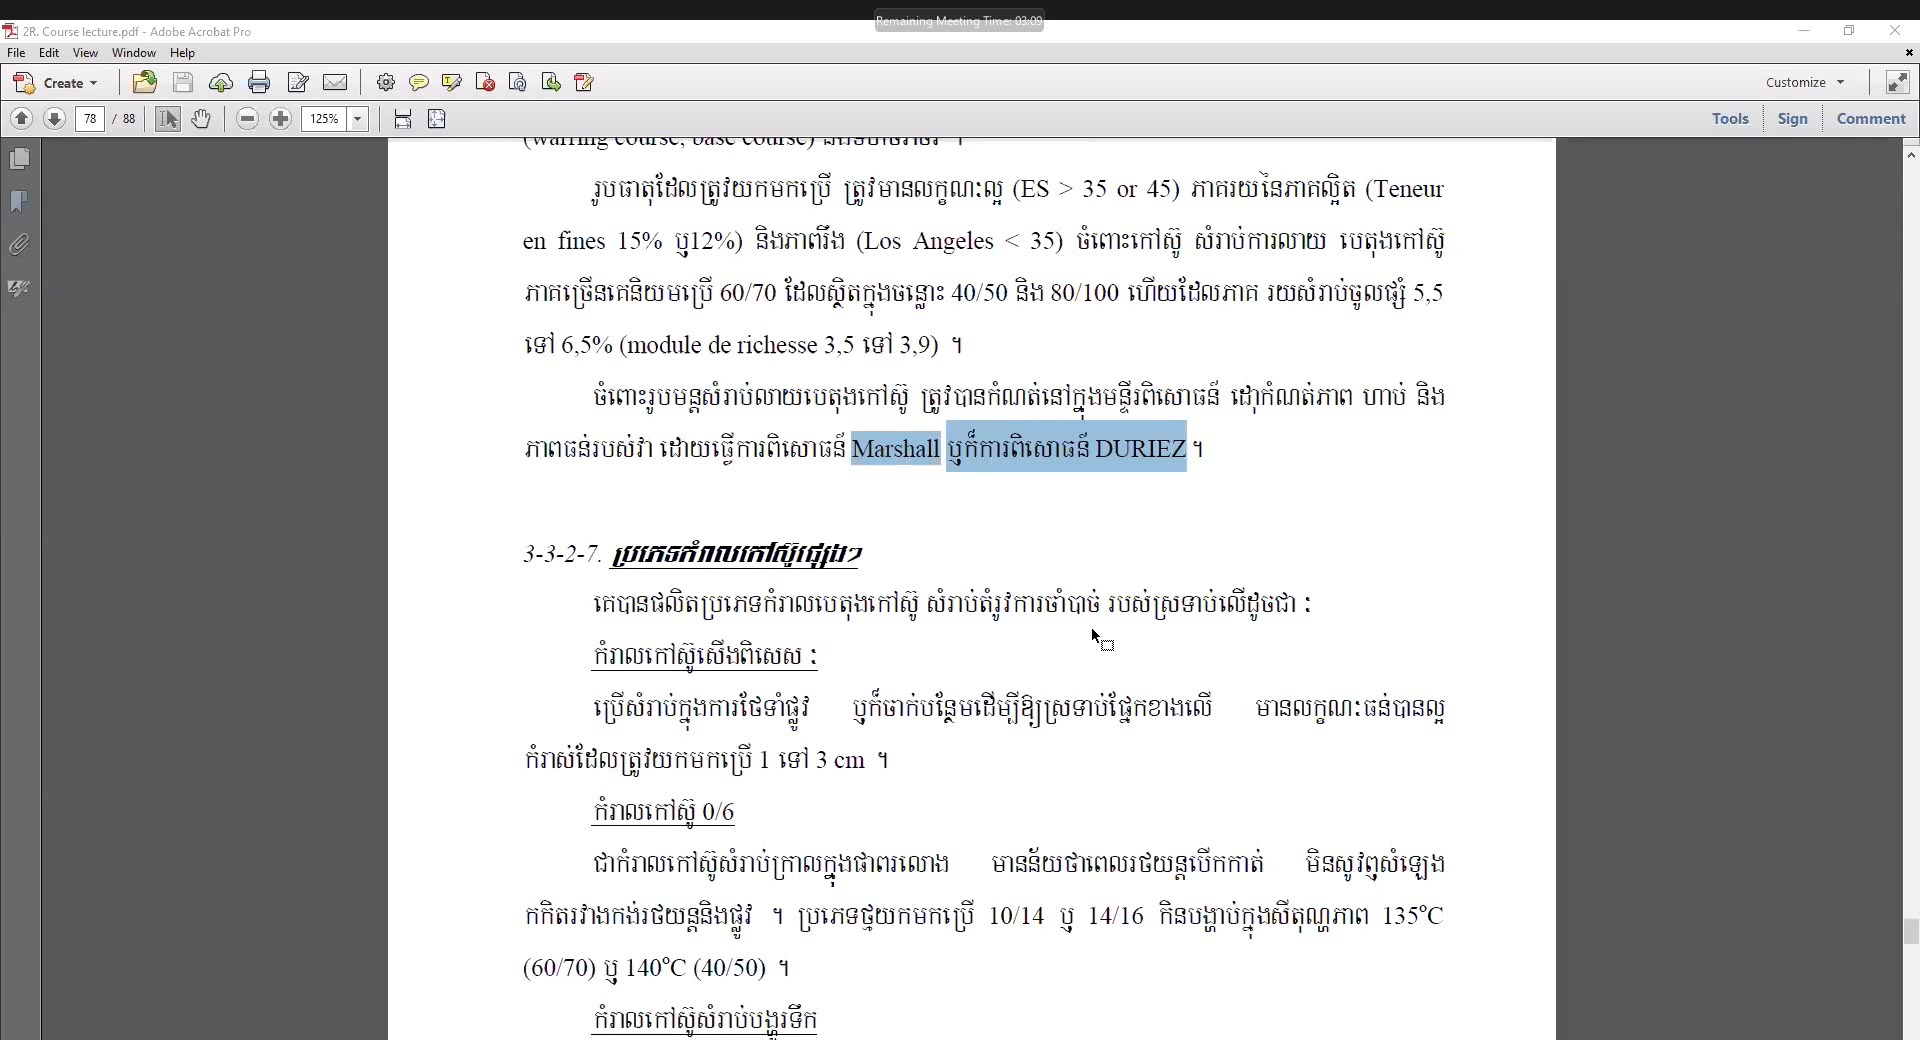 Remaining Meeting Time: 03:09
2R. Course lecture.pdf - Adobe Acrobat Pro
File Edit View Window Help
Create Customize
78 / 88 125% Tools Sign Comment
(warring course, base course)
រូបធាតុដែលត្រូវយកមកប្រើ ត្រូវមានលក្ខណៈល្អ (ES > 35 or 45) ភាគរយនៃភាគល្អិត (Teneur
en fines 15% ឬ12%) និងភាពរឹង (Los Angeles < 35) ចំពោះកៅស៊ូ សំរាប់ការលាយ បេតុងកៅស៊ូ
ភាគច្រើនគេនិយមប្រើ 60/70 ដែលស្ថិតក្នុងចន្លោះ 40/50 និង 80/100 ហើយដែលភាគ រយសំរាប់ចូលផ្សំ 5,5
ទៅ 6,5% (module de richesse 3,5 ទៅ 3,9) ។
ចំពោះរូបមន្តសំរាប់លាយបេតុងកៅស៊ូ ត្រូវបានកំណត់នៅក្នុងមន្ទីរពិសោធន៍ ដោុកំណត់ភាព ហាប់ និង
ភាពធន់របស់វា ដោយធ្វើការពិសោធន៍ Marshall ឬក៏ការពិសោធន៍ DURIEZ ។
3-3-2-7. ប្រភេទកំរាលកៅស៊ូផ្សេងៗ
គេបានផលិតប្រភេទកំរាលបេតុងកៅស៊ូ សំរាប់តំរូវការចាំបាច់ របស់ស្រទាប់លើដូចជា ៖
កំរាលកៅស៊ូសើងពិសេស ៖
ប្រើសំរាប់ក្នុងការថែទាំផ្លូវ ឬក៏ចាក់បន្ថែមដើម្បីឱ្យស្រទាប់ផ្នែកខាងលើ មានលក្ខណៈធន់បានល្អ
កំរាស់ដែលត្រូវយកមកប្រើ 1 ទៅ 3 cm ។
កំរាលកៅស៊ូ 0/6
ជាកំរាលកៅស៊ូសំរាប់ក្រាលក្នុងផាពរលោង មានន័យថាពេលរថយន្តបើកកាត់ មិនសូវឮសំឡេង
កកិតរវាងកង់រថយន្តនិងផ្លូវ ។ ប្រភេទថ្មយកមកប្រើ 10/14 ឬ 14/16 កិនបង្ហាប់ក្នុងសីតុណ្ហភាព 135°C
(60/70) ឬ 140°C (40/50) ។
កំរាលកៅស៊ូសំរាប់បង្ហូរទឹក